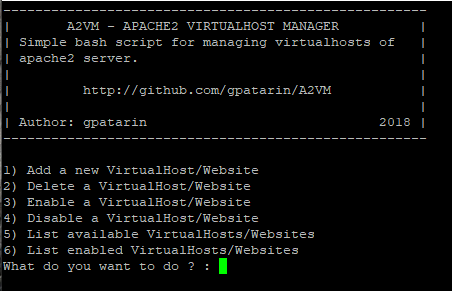 A2VM - APACHE2 VIRTUALHOST MANAGER
Simple bash script for managing virtualhosts of
apache2 server.
http://github.com/gpatarin/A2VM
Author: gpatarin 2018
1) Add a new VirtualHost/Website
2) Delete a VirtualHost/Website
3) Enable a VirtualHost/Website
4) Disable a VirtualHost/Website
5) List available VirtualHosts/Websites
6) List enabled VirtualHosts/Websites
What do you want to do ? :